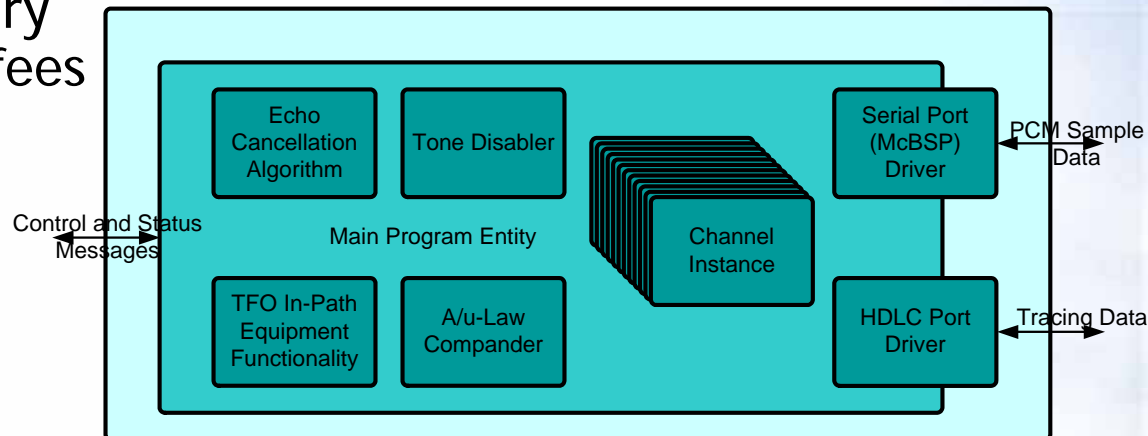 ry
fees
Echo
Cancellation
Algorithm
Tone Disabler
Serial Port
(McBSP)
Driver
PCM Sample
Data
Control and Status
Messages
Main Program Entity
Channel
Instance
TFO In-Path
Equipment
Functionality
A/u-Law
Compander
HDLC Port
Driver
Tracing Data